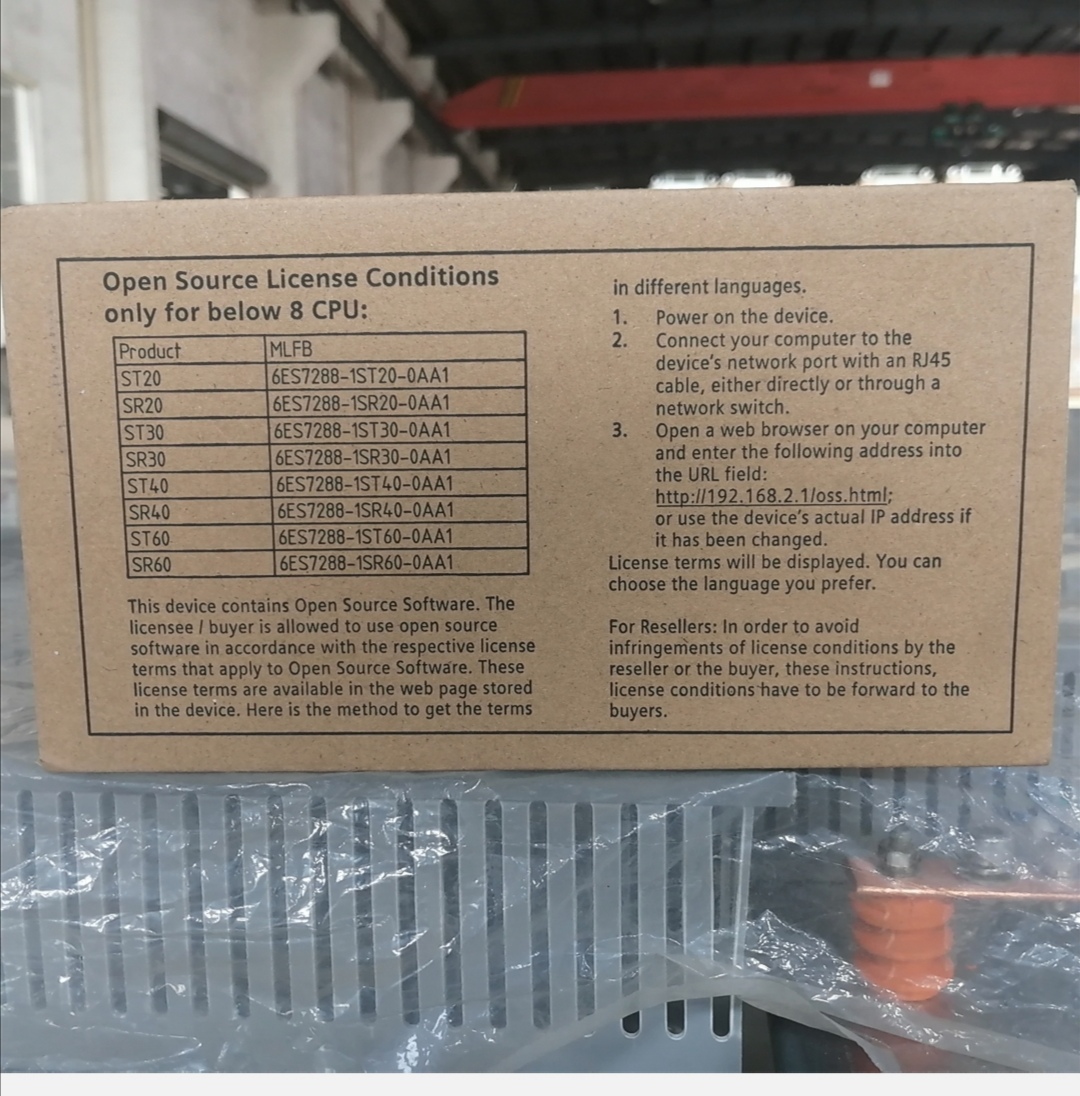 Open Source License Conditions
only for below 8 CPU:
Product MLFB
ST20 6ES7288-1ST20-0AA1
SR20 6ES7288-1SR20-0AA1
ST30 6ES7288-1ST30-0AA1
SR30 6ES7288-1SR30-0AA1
ST40 6ES7288-1ST40-0AA1
SR40 6ES7288-1SR40-0AA1
ST60 6ES7288-1ST60-0AA1
SR60 6ES7288-1SR60-0AA1
This device contains Open Source Software. The
licensee / buyer is allowed to use open source
software in accordance with the respective license
terms that apply to Open Source Software. These
license terms are available in the web page stored
in the device. Here is the method to get the terms
in different languages.
1. Power on the device.
2. Connect your computer to the
device's network port with an RJ45
cable, either directly or through a
network switch.
3. Open a web browser on your computer
and enter the following address into
the URL field:
http://192.168.2.1/oss.html;
or use the device's actual IP address if
it has been changed.
License terms will be displayed. You can
choose the language you prefer.
For Resellers: In order to avoid
infringements of license conditions by the
reseller or the buyer, these instructions,
license conditions have to be forward to the
buyers.